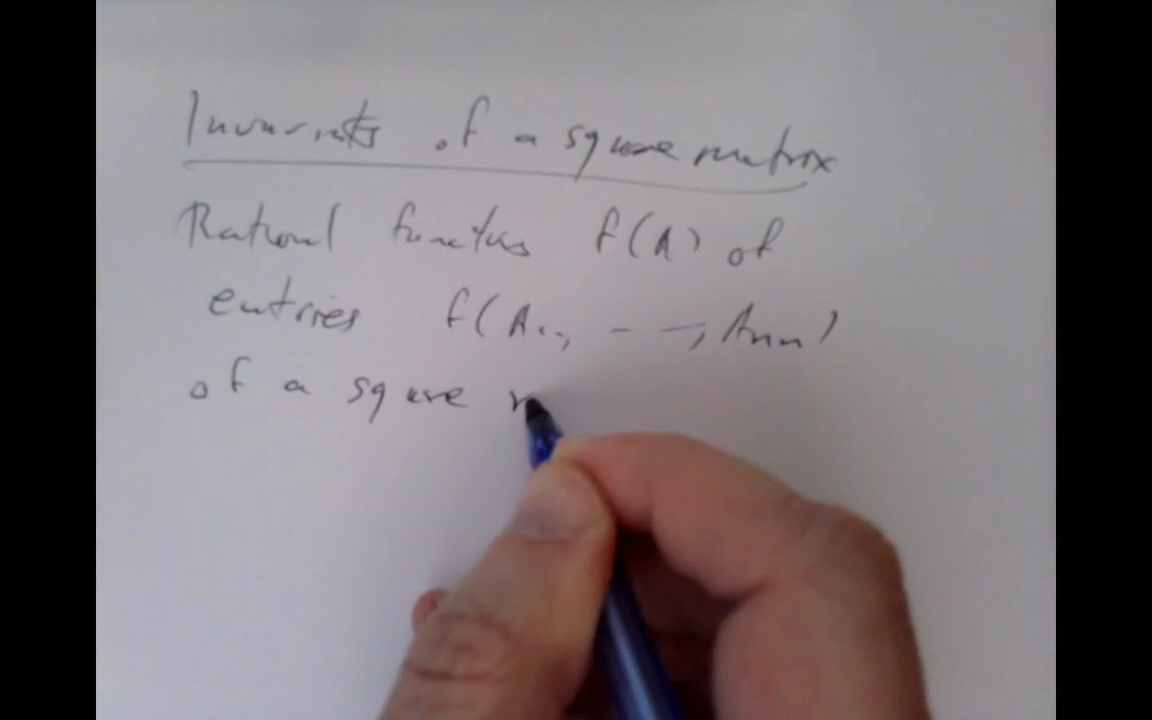 Invariants of a square matrix
Rational functions f(A) of
entries f(A11, - -, Ann)
of a square m